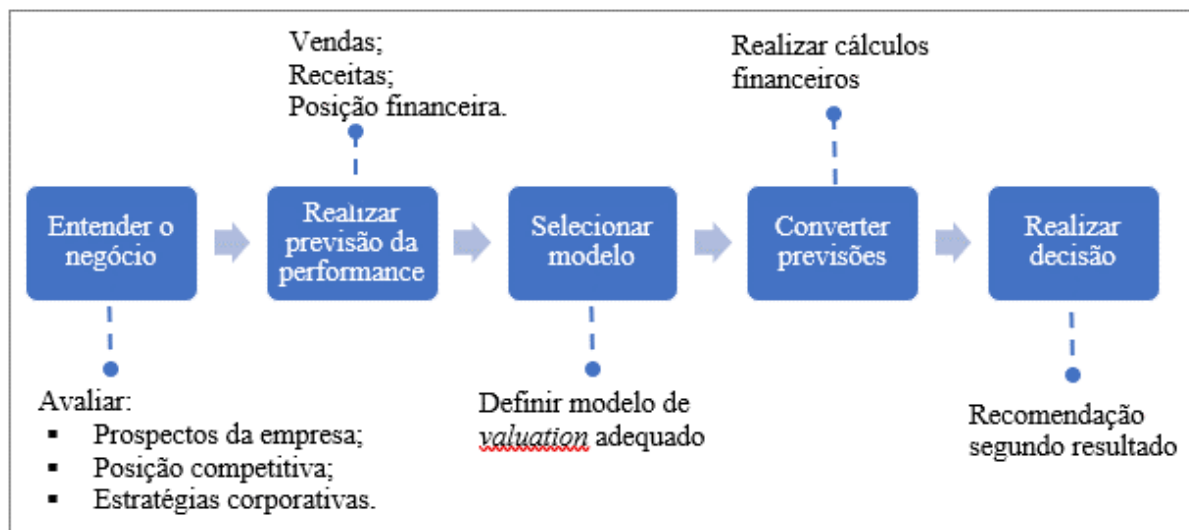 Vendas;
Receitas;
Posição financeira.
Realizar cálculos
financeiros
Entender o
negócio
Realizar
previsão da
performance
Selecionar
modelo
Converter
previsões
Realizar
decisão
Avaliar:
▪ Prospectos da empresa;
▪ Posição competitiva;
▪ Estratégias corporativas.
Definir modelo de
valuation adequado
Recomendação
segundo resultado